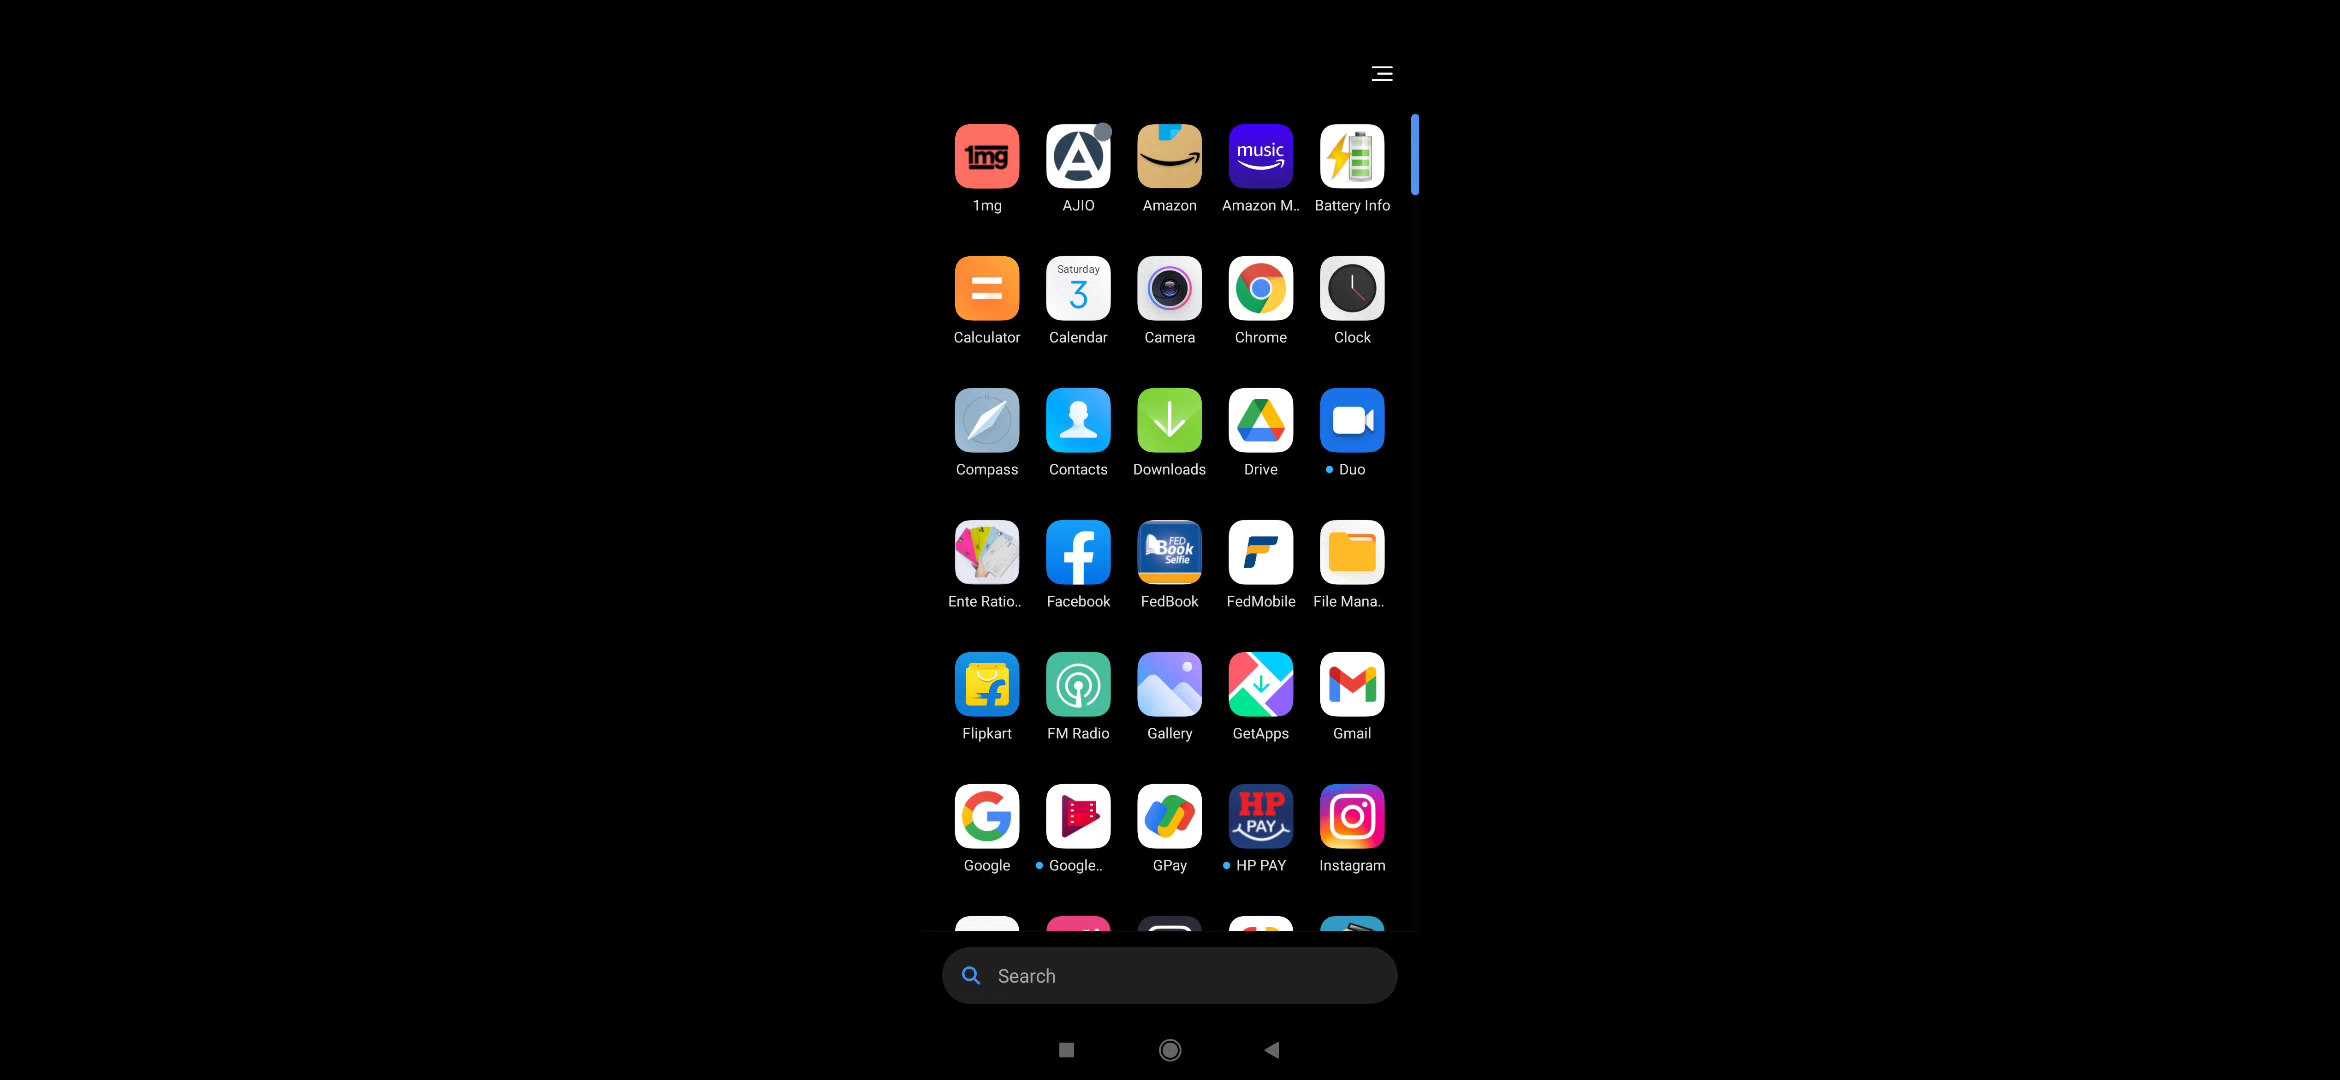 1mg
music
1mg AJIO Amazon Amazon M.. Battery Info
Saturday
3
Calculator Calendar Camera Chrome Clock
N
Compass Contacts Downloads Drive Duo
FED
Book
Selfie
Ente Ratio.. Facebook FedBook FedMobile File Mana..
Flipkart FM Radio Gallery GetApps Gmail
HP
PAY
Google Google.. GPay HP PAY Instagram
Search